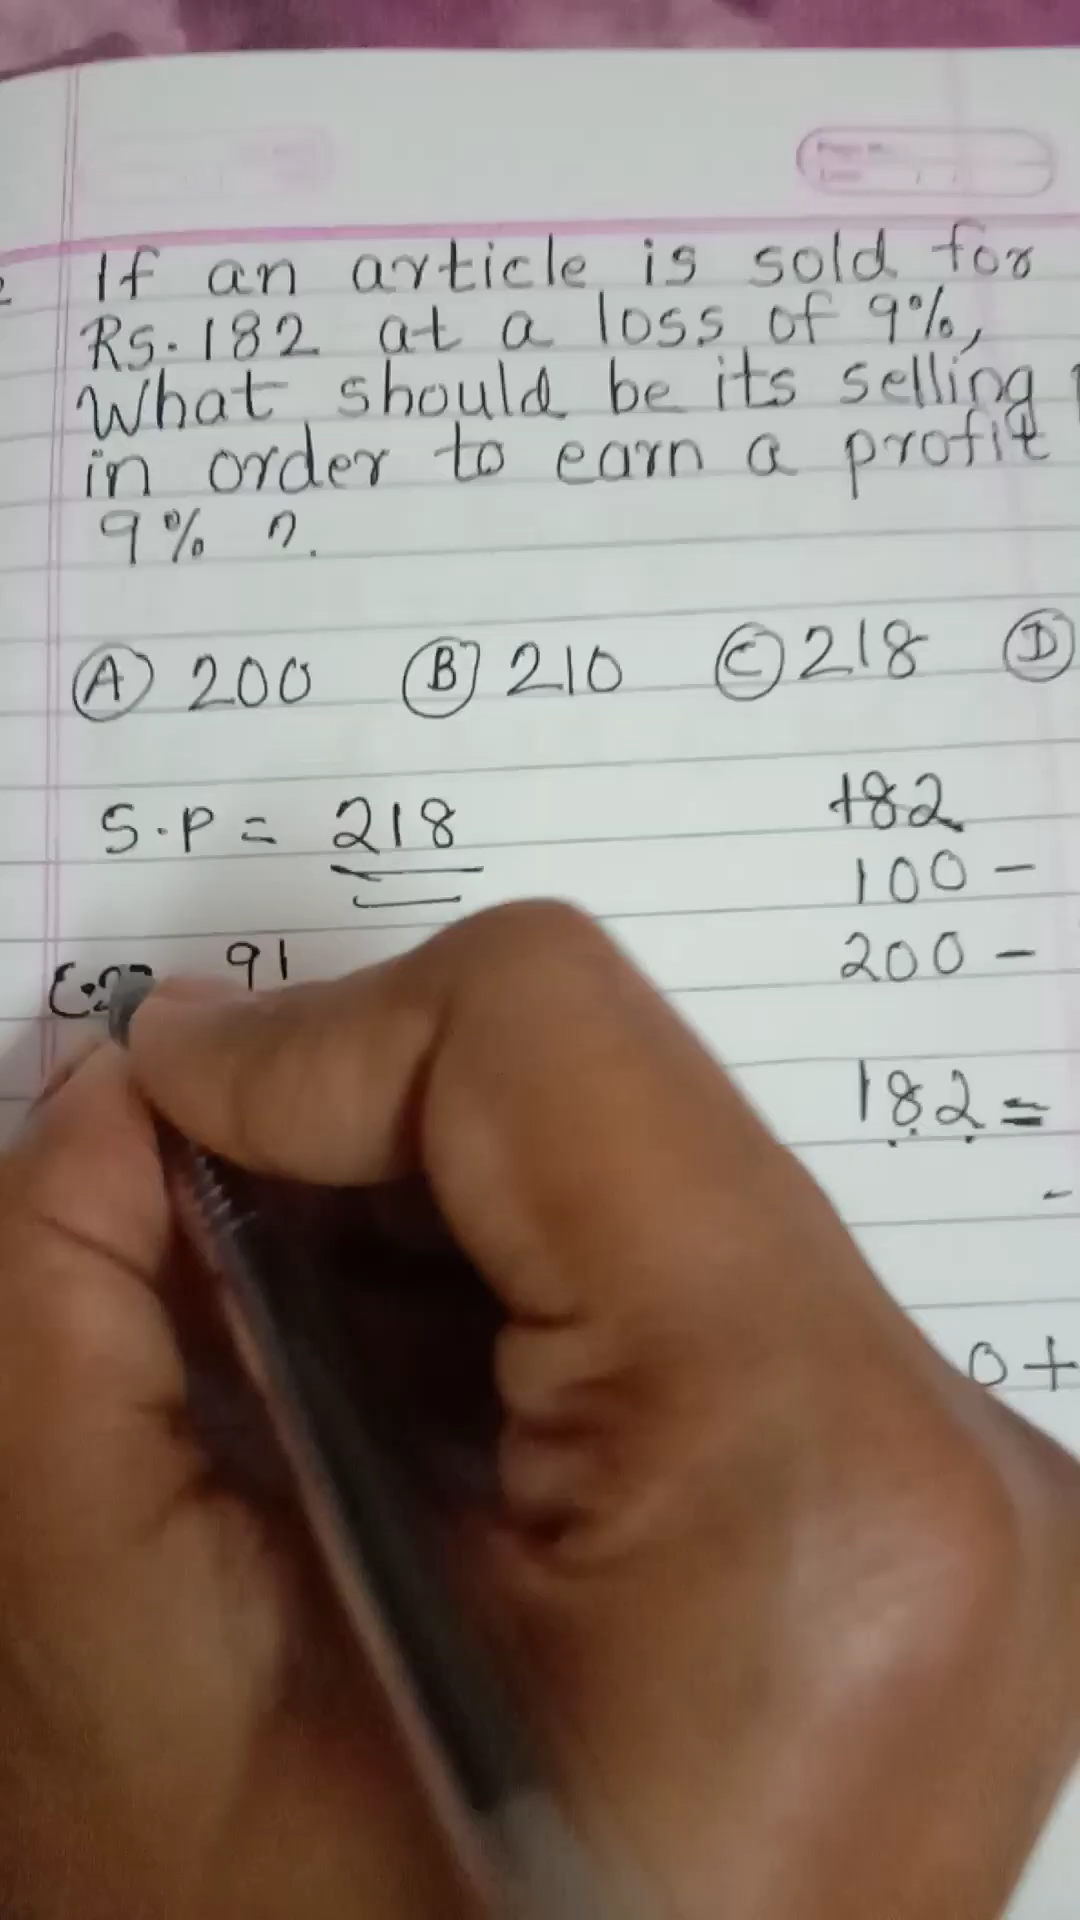 If an article is sold for
Rs. 182 at a loss of 9%,
What should be its selling
in order to earn a profit
9% ?.
(A) 200 (B) 210 (C) 218 (D)
S.P = 218
182
100 -
200 -
91
182 =
-
0 +